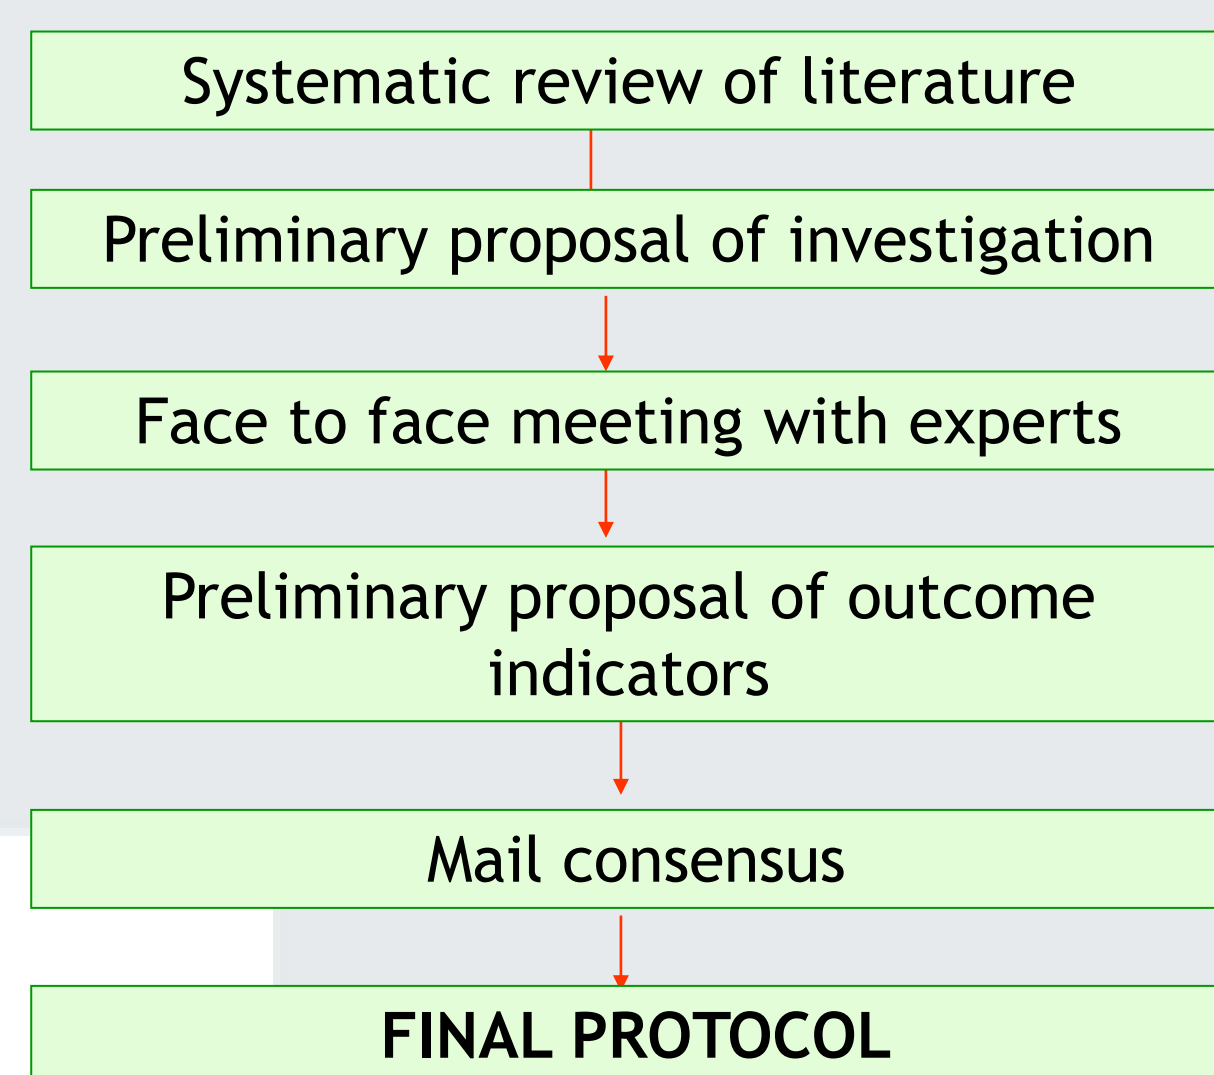 Systematic review of literature
Preliminary proposal of investigation
Face to face meeting with experts
Preliminary proposal of outcome
indicators
Mail consensus
FINAL PROTOCOL